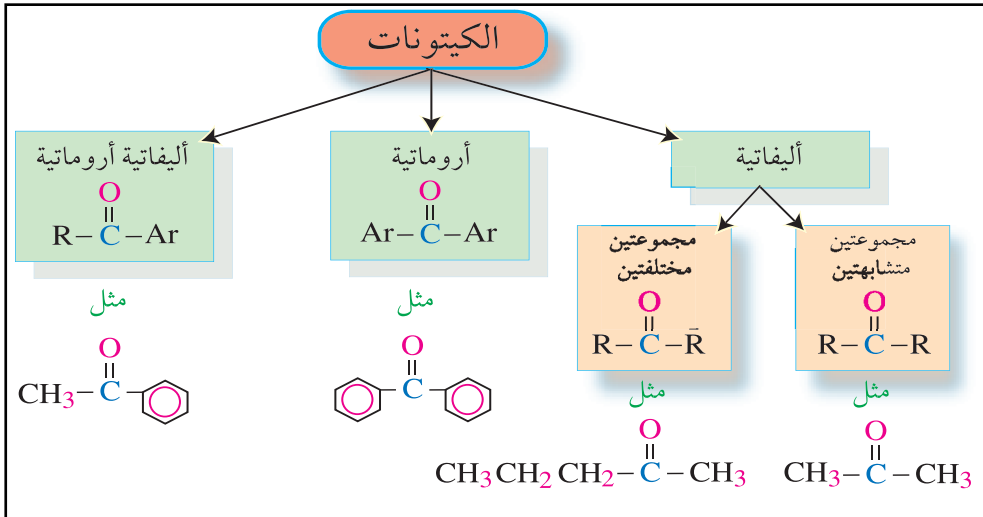 الكيتونات
أليفاتية
مجموعتين
متشابهتين
O
R–C–R
مثل
O
CH3–C–CH3
مجموعتين
مختلفتين
O
R–C–R̄
مثل
O
CH3CH2CH2–C–CH3
أروماتية
O
Ar–C–Ar
مثل
O
C
أليفاتية أروماتية
O
R–C–Ar
مثل
O
CH3–C–